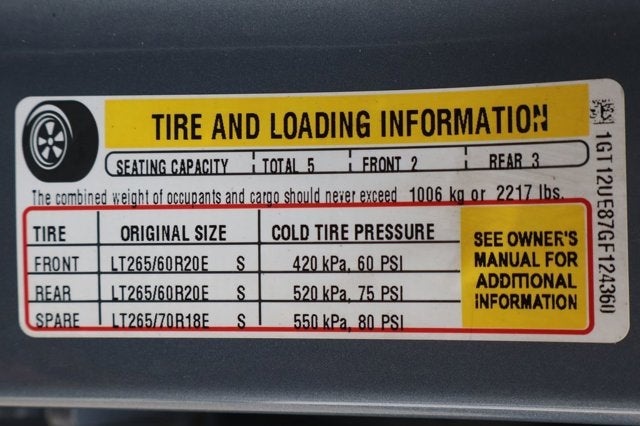 TIRE AND LOADING INFORMATION
SEATING CAPACITY TOTAL 5 FRONT 2 REAR 3
The combined weight of occupants and cargo should never exceed 1006 kg or 2217 lbs.
TIRE ORIGINAL SIZE COLD TIRE PRESSURE
FRONT LT265/60R20E S 420 kPa, 60 PSI
REAR LT265/60R20E S 520 kPa, 75 PSI
SPARE LT265/70R18E S 550 kPa, 80 PSI
SEE OWNER'S
MANUAL FOR
ADDITIONAL
INFORMATION
1GT12UE87GF124360